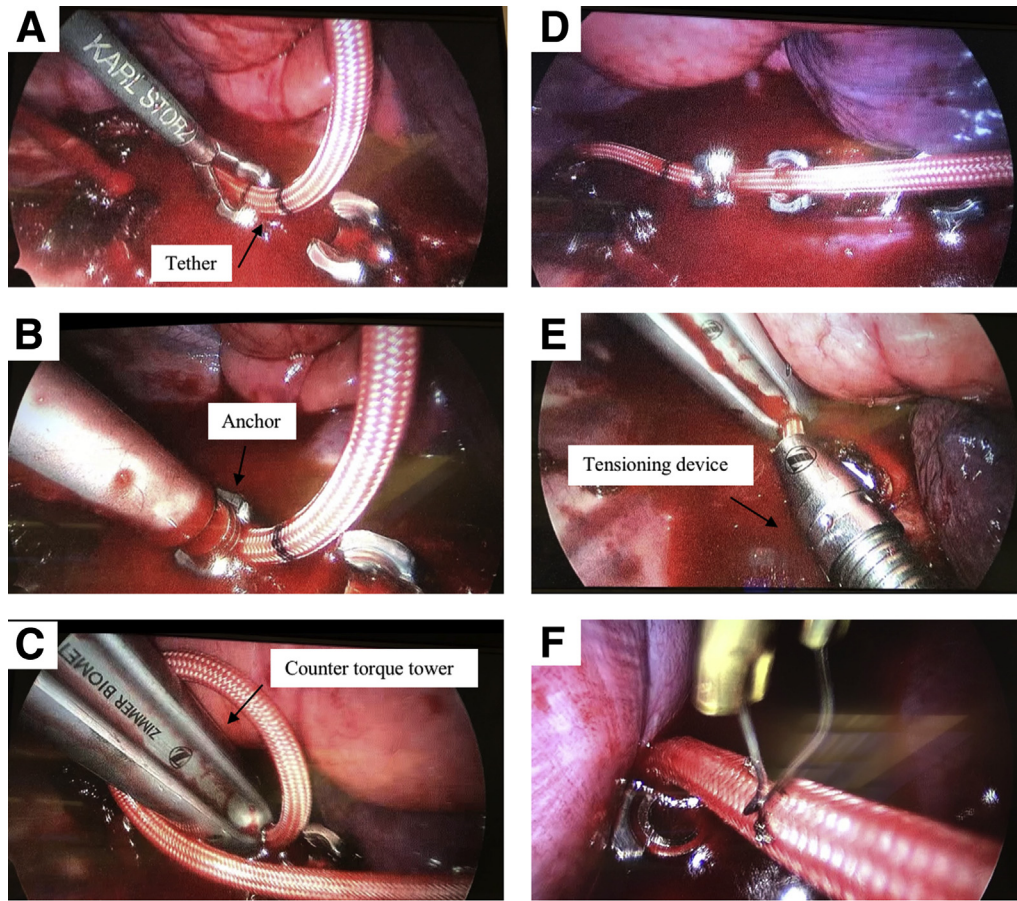 A
KARL STORZ
Tether
B
Anchor
C
ZIMMER BIOMET
Counter torque tower
D
E
Tensioning device
F